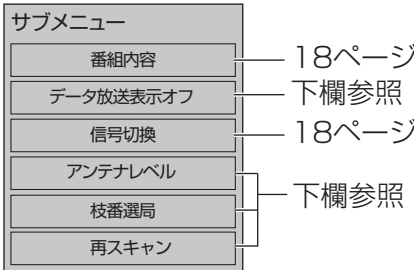 サブメニュー
番組内容
18ページ
データ放送表示オフ
下欄参照
信号切換
18ページ
アンテナレベル
枝番選局
下欄参照
再スキャン